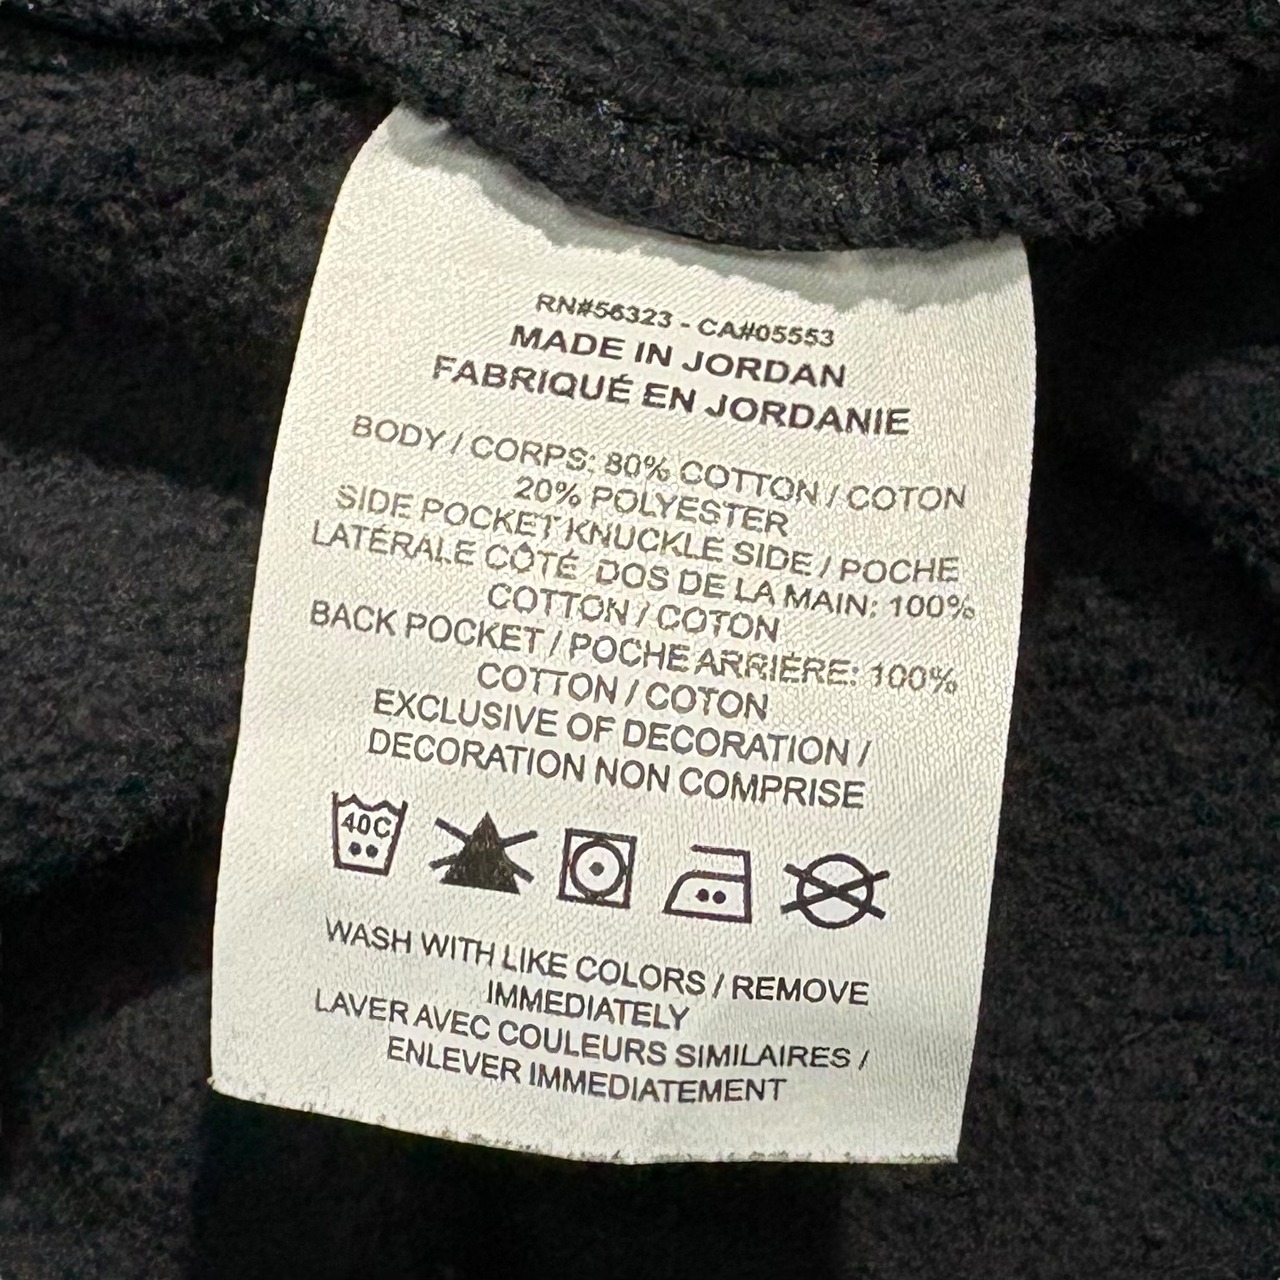 RN#56323 - CA#05553
MADE IN JORDAN
FABRIQUÉ EN JORDANIE
BODY / CORPS: 80% COTTON / COTON
20% POLYESTER
SIDE POCKET KNUCKLE SIDE / POCHE
LATÉRALE CÔTÉ DOS DE LA MAIN: 100%
COTTON / COTON
BACK POCKET / POCHE ARRIÈRE: 100%
COTTON / COTON
EXCLUSIVE OF DECORATION /
DECORATION NON COMPRISE
40C
WASH WITH LIKE COLORS / REMOVE
IMMEDIATELY
LAVER AVEC COULEURS SIMILAIRES /
ENLEVER IMMEDIATEMENT